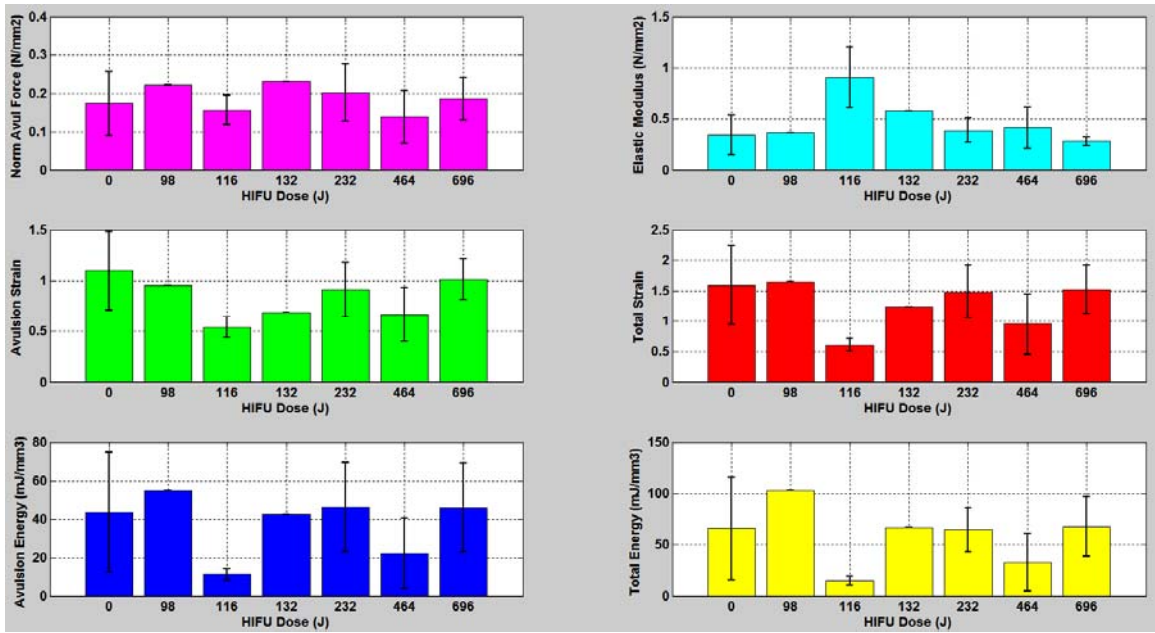 Norm Avul Force (N/mm2)
0.4
0.3
0.2
0.1
0
0 98 116 132 232 464 696
HIFU Dose (J)
Elastic Modulus (N/mm2)
1.5
1
0.5
0
0 98 116 132 232 464 696
HIFU Dose (J)
Avulsion Strain
1.5
1
0.5
0
0 98 116 132 232 464 696
HIFU Dose (J)
Total Strain
2.5
2
1.5
1
0.5
0
0 98 116 132 232 464 696
HIFU Dose (J)
Avulsion Energy (mJ/mm3)
80
60
40
20
0
0 98 116 132 232 464 696
HIFU Dose (J)
Total Energy (mJ/mm3)
150
100
50
0
0 98 116 132 232 464 696
HIFU Dose (J)